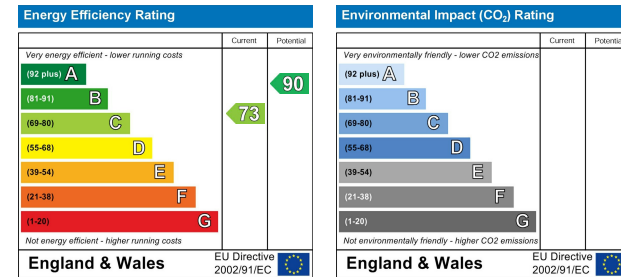 Energy Efficiency Rating
Current Potential
Very energy efficient - lower running costs
(92 plus) A
(81-91) B
(69-80) C
(55-68) D
(39-54) E
(21-38) F
(1-20) G
90
73
Not energy efficient - higher running costs
England & Wales
EU Directive
2002/91/EC
Environmental Impact (CO₂) Rating
Current Potential
Very environmentally friendly - lower CO2 emissions
(92 plus) A
(81-91) B
(69-80) C
(55-68) D
(39-54) E
(21-38) F
(1-20) G
Not environmentally friendly - higher CO2 emissions
England & Wales
EU Directive
2002/91/EC